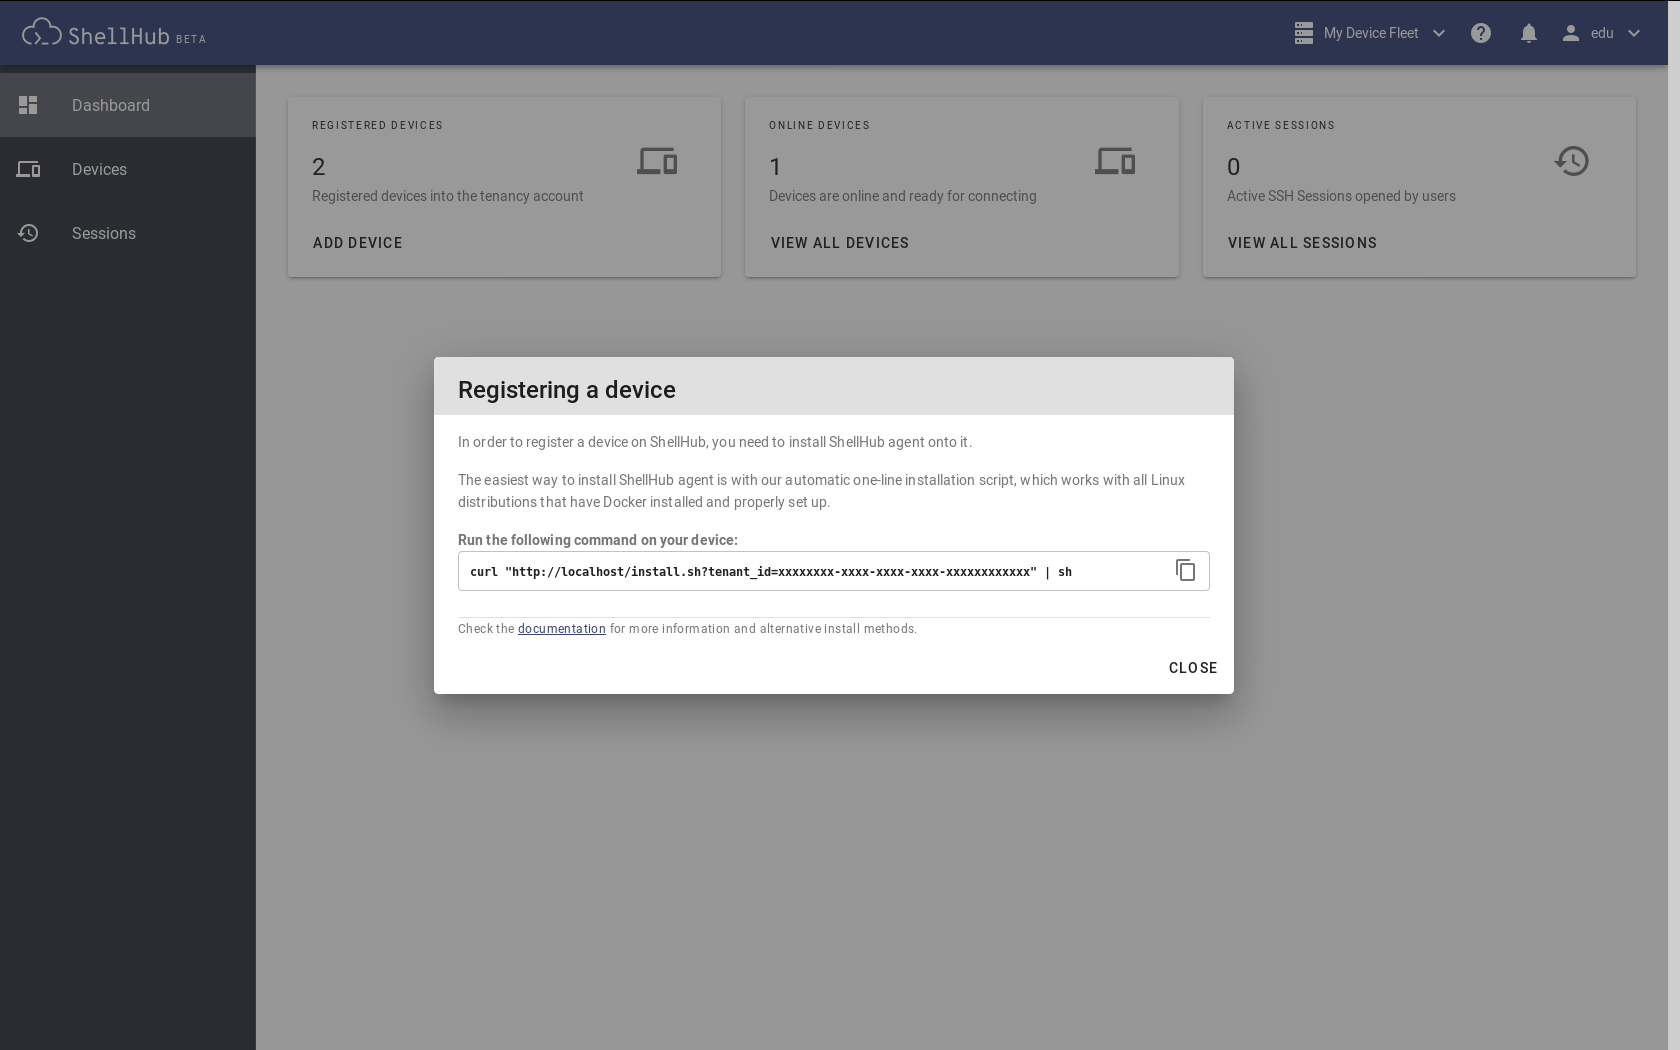 ShellHub BETA
My Device Fleet
edu
Dashboard
Devices
Sessions
REGISTERED DEVICES
2
Registered devices into the tenancy account
ADD DEVICE
ONLINE DEVICES
1
Devices are online and ready for connecting
VIEW ALL DEVICES
ACTIVE SESSIONS
0
Active SSH Sessions opened by users
VIEW ALL SESSIONS
Registering a device
In order to register a device on ShellHub, you need to install ShellHub agent onto it.
The easiest way to install ShellHub agent is with our automatic one-line installation script, which works with all Linux
distributions that have Docker installed and properly set up.
Run the following command on your device:
curl "http://localhost/install.sh?tenant_id=xxxxxxxx-xxxx-xxxx-xxxx-xxxxxxxxxxxx" | sh
Check the documentation for more information and alternative install methods.
CLOSE